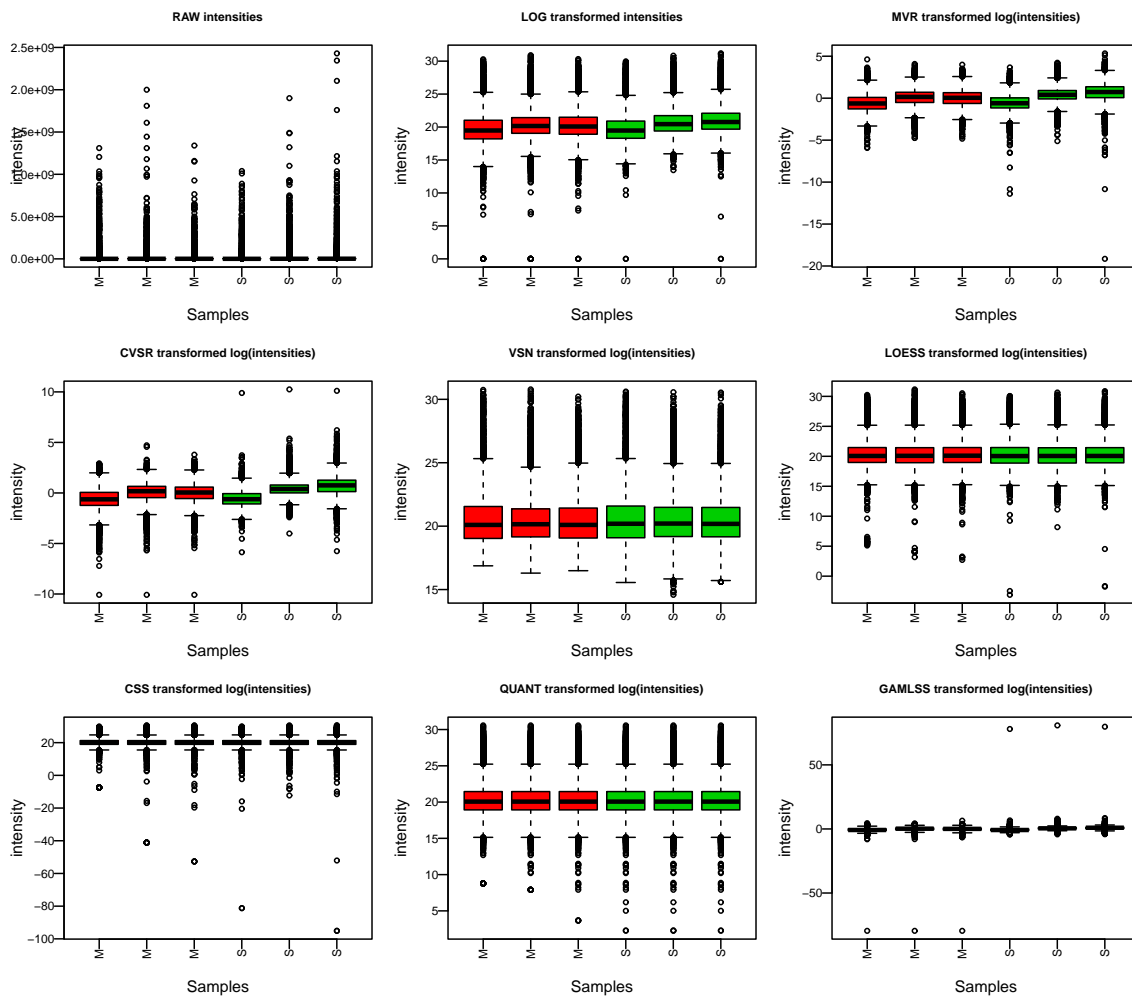 RAW intensities
intensity
2.5e+09
2.0e+09
1.5e+09
1.0e+09
5.0e+08
0.0e+00
M M M S S S
Samples
LOG transformed intensities
intensity
30
25
20
15
10
5
0
M M M S S S
Samples
MVR transformed log(intensities)
intensity
5
0
−5
−10
−15
−20
M M M S S S
Samples
CVSR transformed log(intensities)
intensity
10
5
0
−5
−10
M M M S S S
Samples
VSN transformed log(intensities)
intensity
30
25
20
15
M M M S S S
Samples
LOESS transformed log(intensities)
intensity
30
25
20
15
10
5
0
M M M S S S
Samples
CSS transformed log(intensities)
intensity
20
0
−20
−40
−60
−80
−100
M M M S S S
Samples
QUANT transformed log(intensities)
intensity
30
25
20
15
10
5
M M M S S S
Samples
GAMLSS transformed log(intensities)
intensity
50
0
−50
M M M S S S
Samples